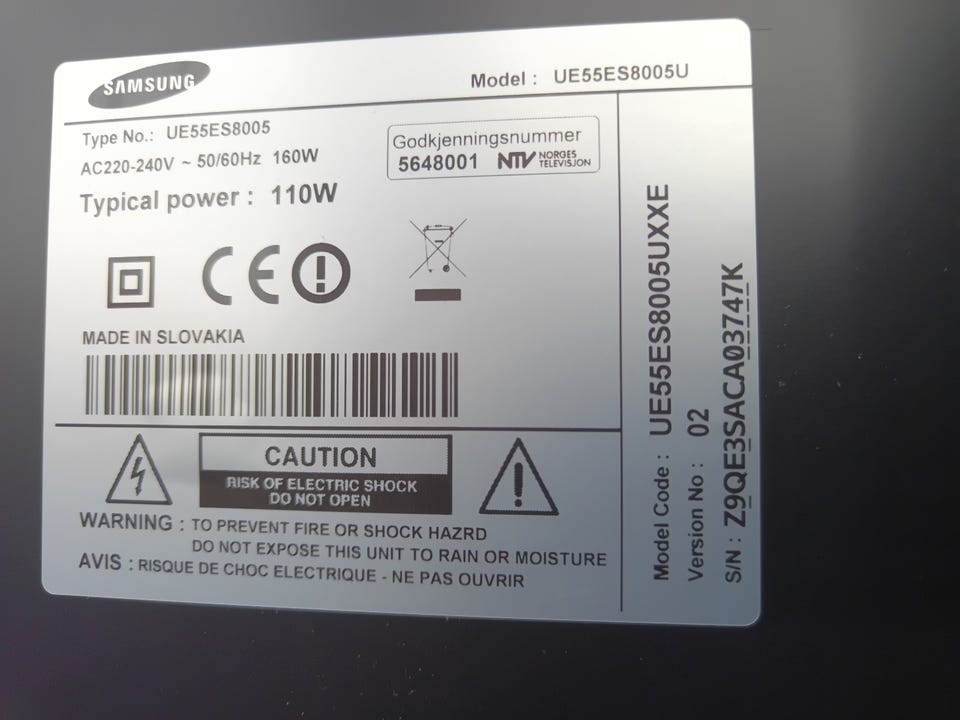 SAMSUNG
Model : UE55ES8005U
Type No.: UE55ES8005
AC220-240V ~ 50/60Hz 160W
Typical power : 110W
Godkjenningsnummer
5648001 NTV NORGES TELEVISJON
CE
MADE IN SLOVAKIA
CAUTION
RISK OF ELECTRIC SHOCK
DO NOT OPEN
WARNING : TO PREVENT FIRE OR SHOCK HAZRD
DO NOT EXPOSE THIS UNIT TO RAIN OR MOISTURE
AVIS : RISQUE DE CHOC ELECTRIQUE - NE PAS OUVRIR
Model Code : UE55ES8005UXXE
Version No : 02
S/N : Z9QE3SACA03747K